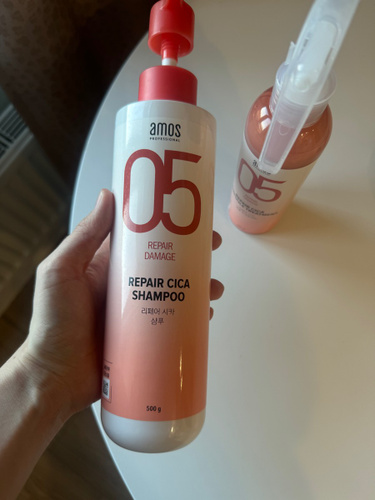 amos
PROFESSIONAL
05
REPAIR
DAMAGE
REPAIR CICA
SHAMPOO
리페어 시카
샴푸
500 g
05